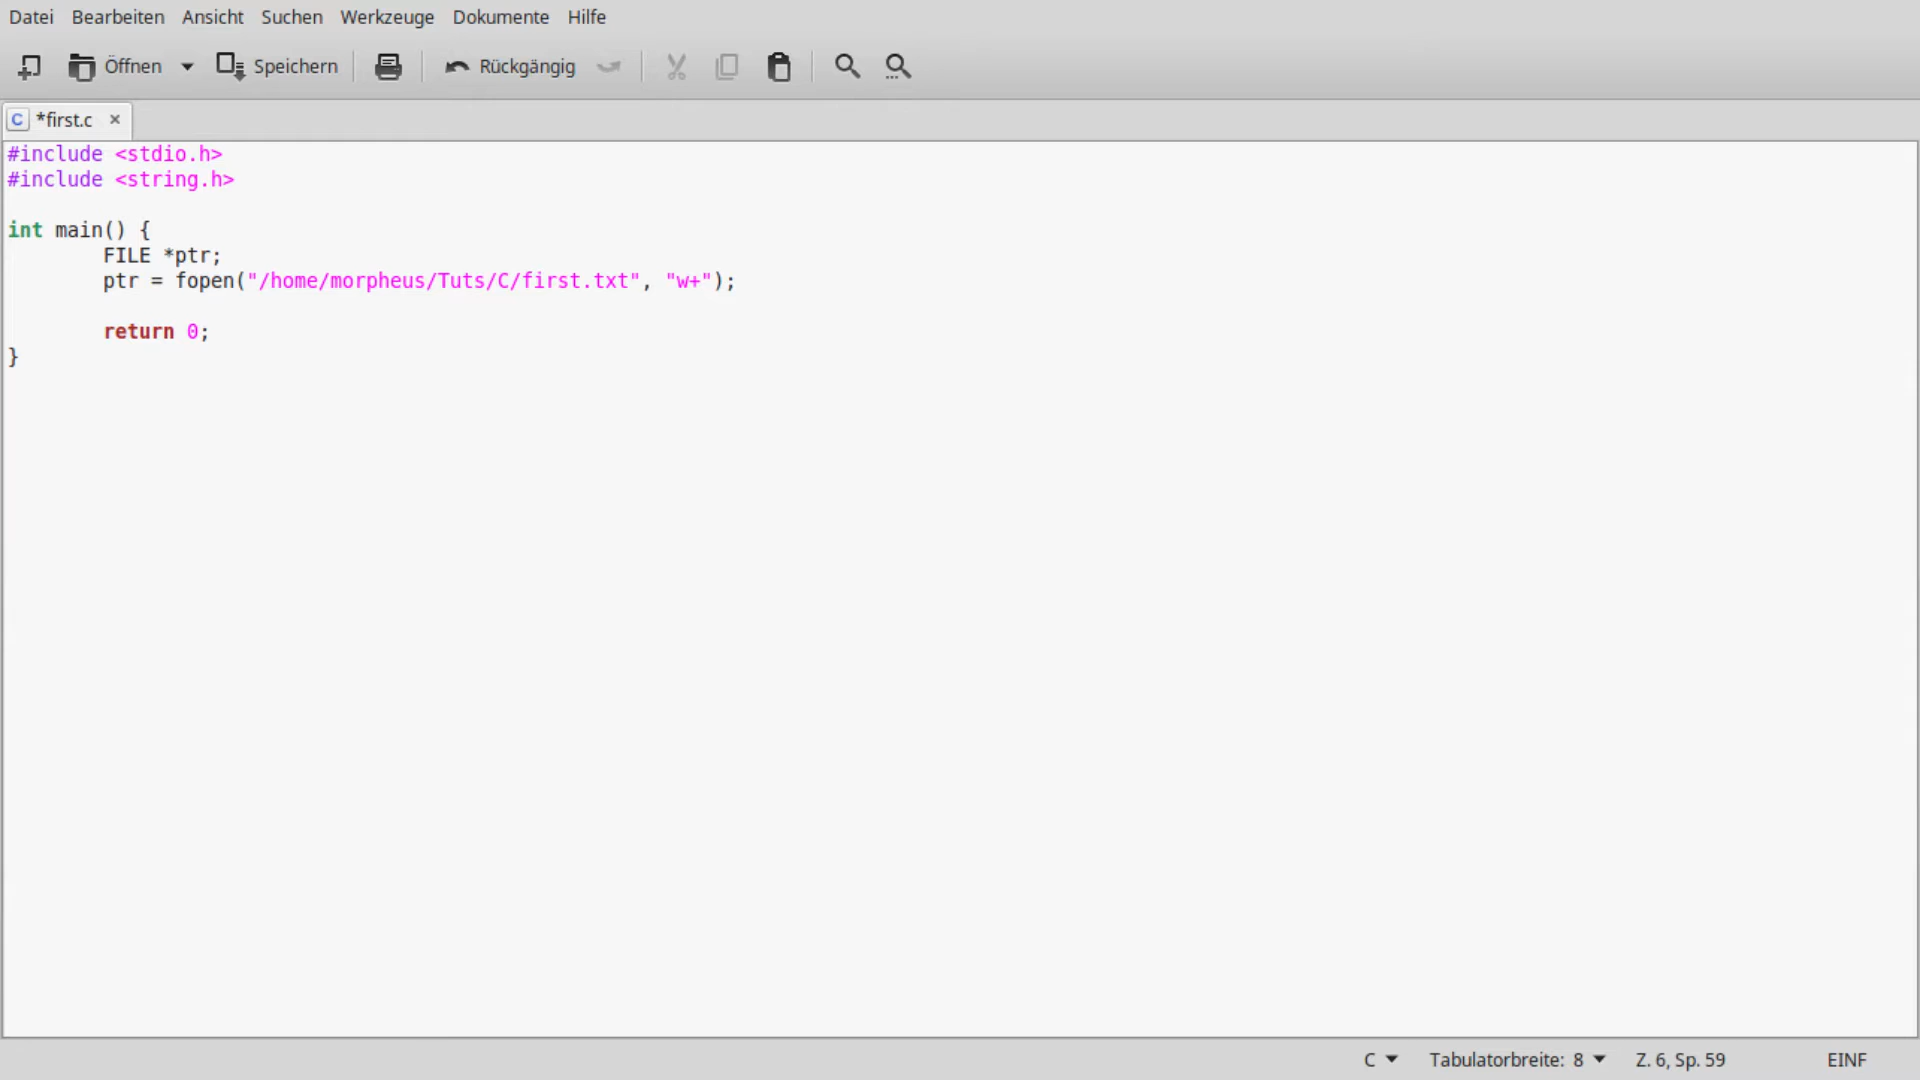 Datei Bearbeiten Ansicht Suchen Werkzeuge Dokumente Hilfe
Öffnen Speichern Rückgängig
C *first.c ×
#include <stdio.h>
#include <string.h>
int main() {
FILE *ptr;
ptr = fopen("/home/morpheus/Tuts/C/first.txt", "w+");
return 0;
}
C Tabulatorbreite: 8 Z. 6, Sp. 59 EINF